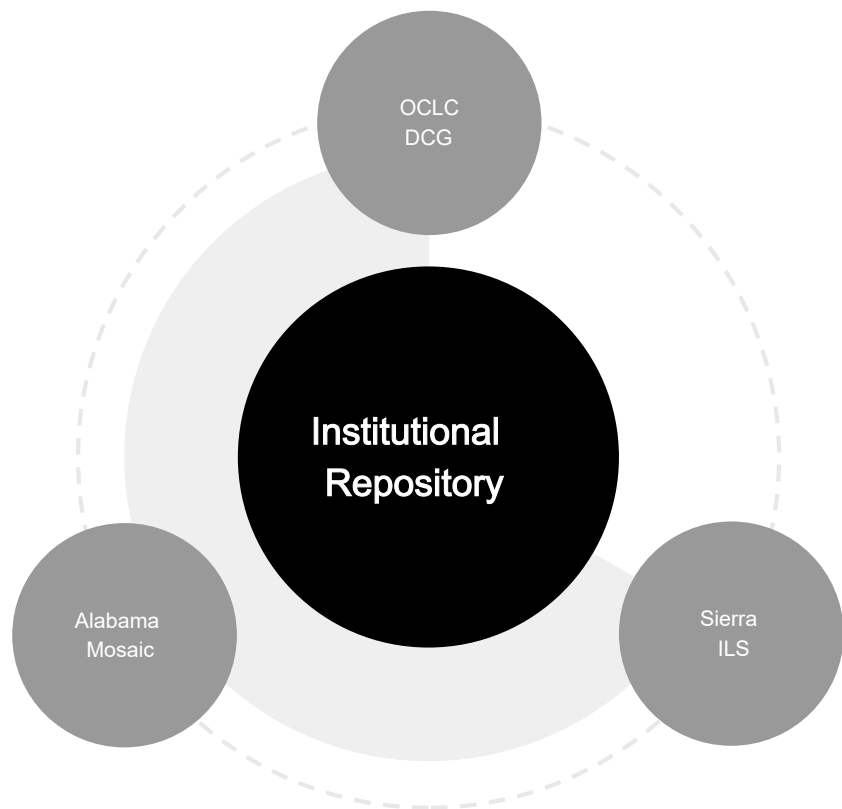 OCLC
DCG
Institutional
Repository
Alabama
Mosaic
Sierra
ILS